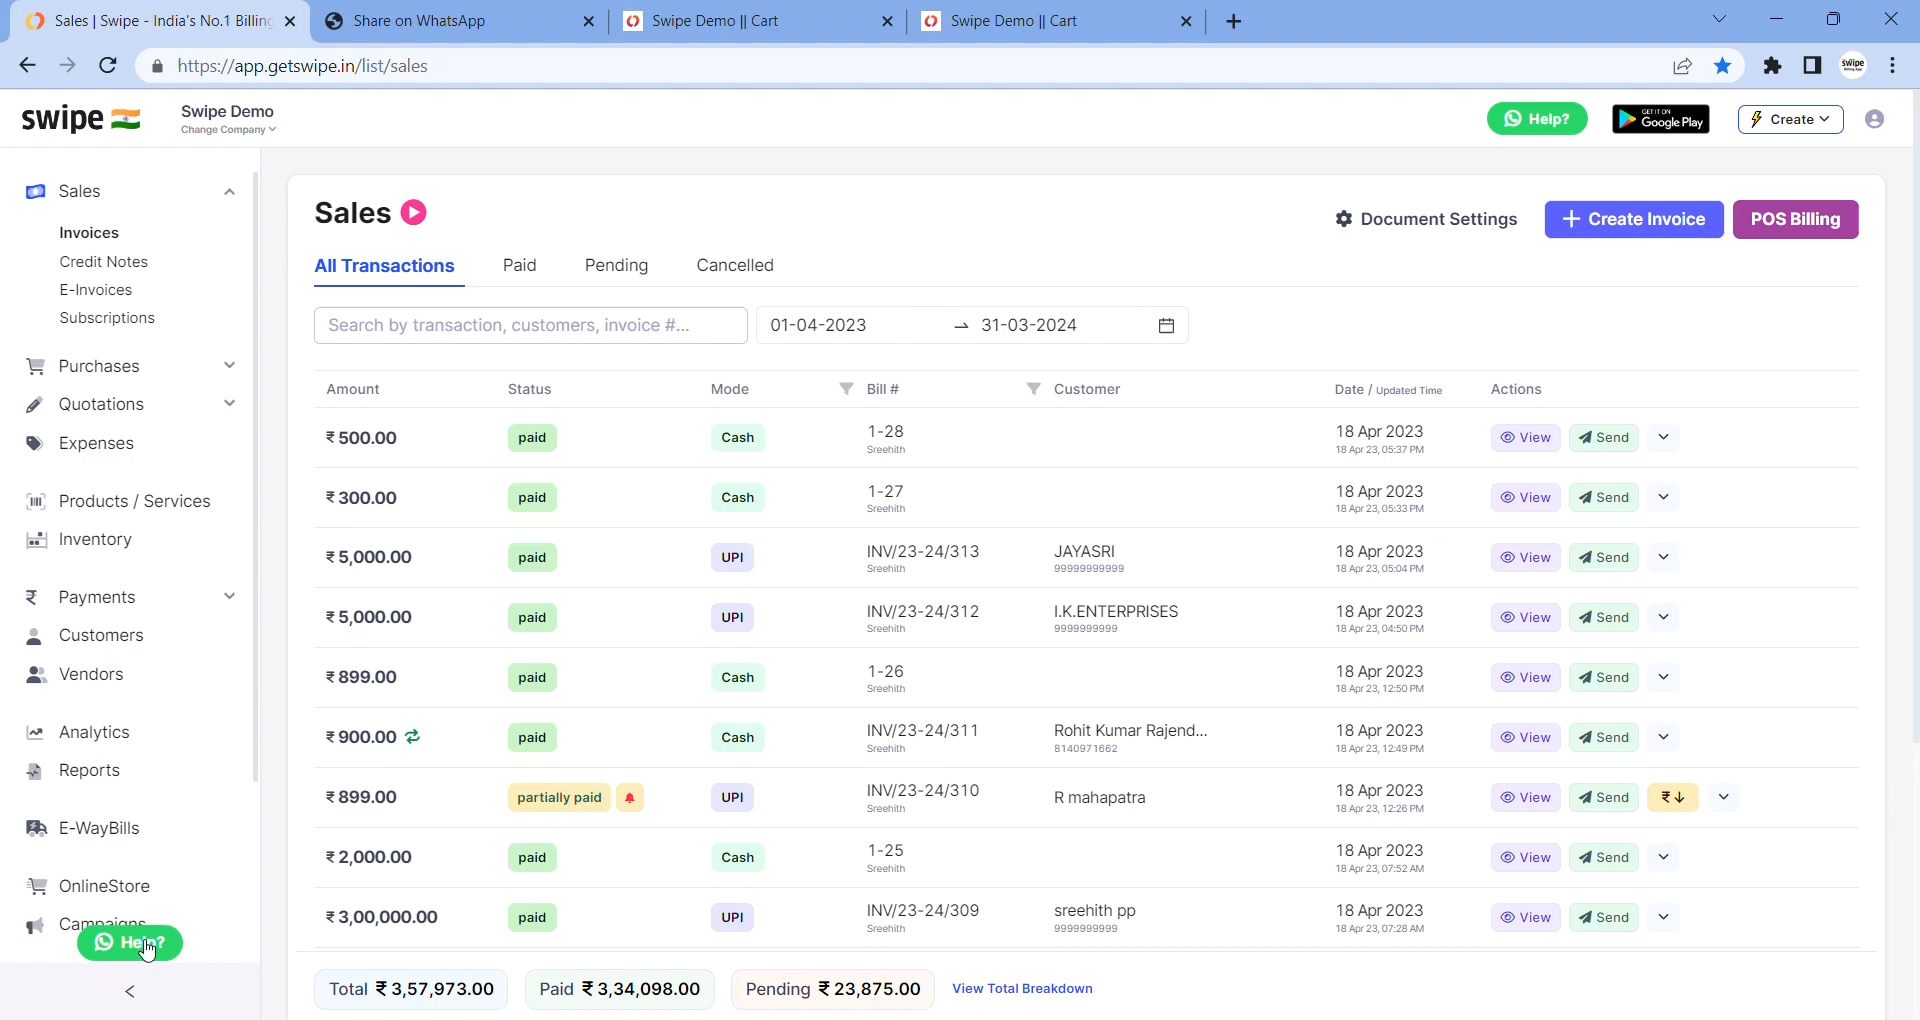 Sales | Swipe - India's No.1 Billing
Share on WhatsApp
Swipe Demo || Cart
Swipe Demo || Cart
https://app.getswipe.in/list/sales
swipe
Billing App
swipe
Swipe Demo
Change Company
Help?
GET IT ON
Google Play
Create
Sales
Invoices
Credit Notes
E-Invoices
Subscriptions
Purchases
Quotations
Expenses
Products / Services
Inventory
Payments
Customers
Vendors
Analytics
Reports
E-WayBills
OnlineStore
Campaigns
Sales
Document Settings
+ Create Invoice
POS Billing
All Transactions Paid Pending Cancelled
Search by transaction, customers, invoice #...
01-04-2023 → 31-03-2024
Amount Status Mode Bill # Customer Date / Updated Time Actions
₹ 500.00 paid Cash 1-28 18 Apr 2023 View Send
Sreehith 18 Apr 23, 05:37 PM
₹ 300.00 paid Cash 1-27 18 Apr 2023 View Send
Sreehith 18 Apr 23, 05:33 PM
₹ 5,000.00 paid UPI INV/23-24/313 JAYASRI 18 Apr 2023 View Send
Sreehith 99999999999 18 Apr 23, 05:04 PM
₹ 5,000.00 paid UPI INV/23-24/312 I.K.ENTERPRISES 18 Apr 2023 View Send
Sreehith 9999999999 18 Apr 23, 04:50 PM
₹ 899.00 paid Cash 1-26 18 Apr 2023 View Send
Sreehith 18 Apr 23, 12:50 PM
₹ 900.00 paid Cash INV/23-24/311 Rohit Kumar Rajend... 18 Apr 2023 View Send
Sreehith 8140971662 18 Apr 23, 12:49 PM
₹ 899.00 partially paid UPI INV/23-24/310 R mahapatra 18 Apr 2023 View Send ₹↓
Sreehith 18 Apr 23, 12:26 PM
₹ 2,000.00 paid Cash 1-25 18 Apr 2023 View Send
Sreehith 18 Apr 23, 07:52 AM
₹ 3,00,000.00 paid UPI INV/23-24/309 sreehith pp 18 Apr 2023 View Send
Sreehith 9999999999 18 Apr 23, 07:28 AM
Total ₹ 3,57,973.00 Paid ₹ 3,34,098.00 Pending ₹ 23,875.00 View Total Breakdown